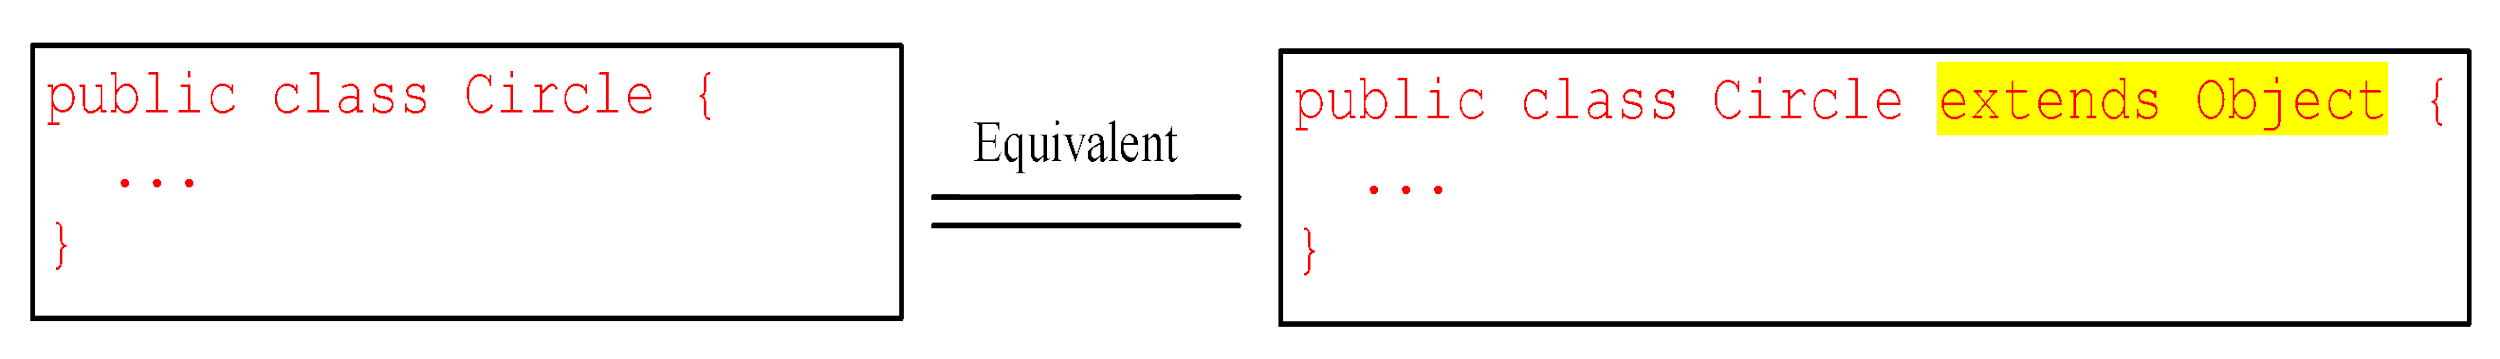 public class Circle {
...
}
Equivalent
public class Circle extends Object {
...
}